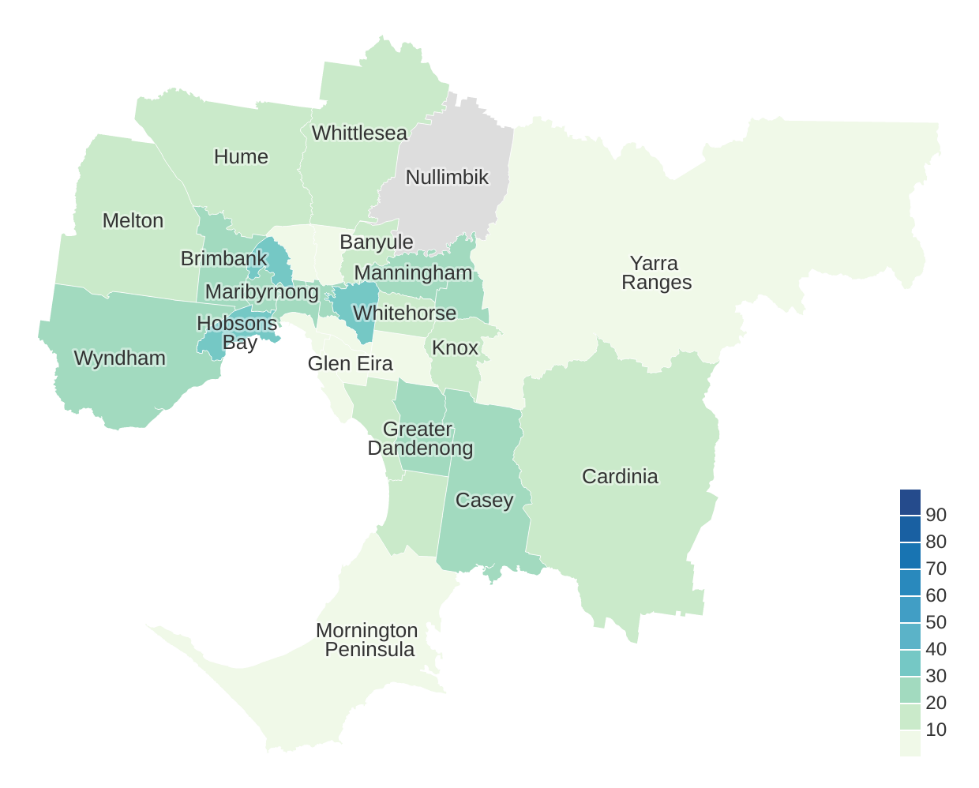 Whittlesea
Hume
Nullimbik
Melton
Banyule
Brimbank
Manningham
Yarra
Ranges
Maribyrnong
Whitehorse
Hobsons
Bay
Knox
Wyndham
Glen Eira
Greater
Dandenong
Cardinia
Casey
Mornington
Peninsula
90
80
70
60
50
40
30
20
10